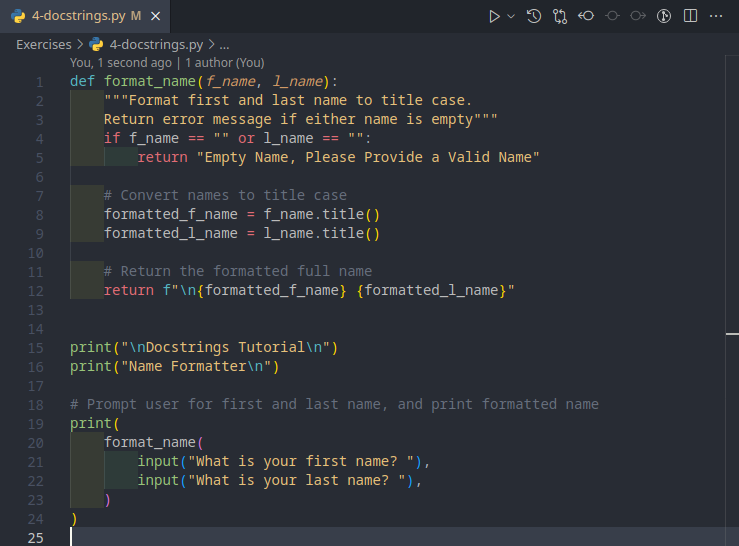 4-docstrings.py M
Exercises > 4-docstrings.py > ...
You, 1 second ago | 1 author (You)
1 def format_name(f_name, l_name):
2 """Format first and last name to title case.
3 Return error message if either name is empty"""
4 if f_name == "" or l_name == "":
5 return "Empty Name, Please Provide a Valid Name"
6
7 # Convert names to title case
8 formatted_f_name = f_name.title()
9 formatted_l_name = l_name.title()
10
11 # Return the formatted full name
12 return f"\n{formatted_f_name} {formatted_l_name}"
13
14
15 print("\nDocstrings Tutorial\n")
16 print("Name Formatter\n")
17
18 # Prompt user for first and last name, and print formatted name
19 print(
20 format_name(
21 input("What is your first name? "),
22 input("What is your last name? "),
23 )
24 )
25